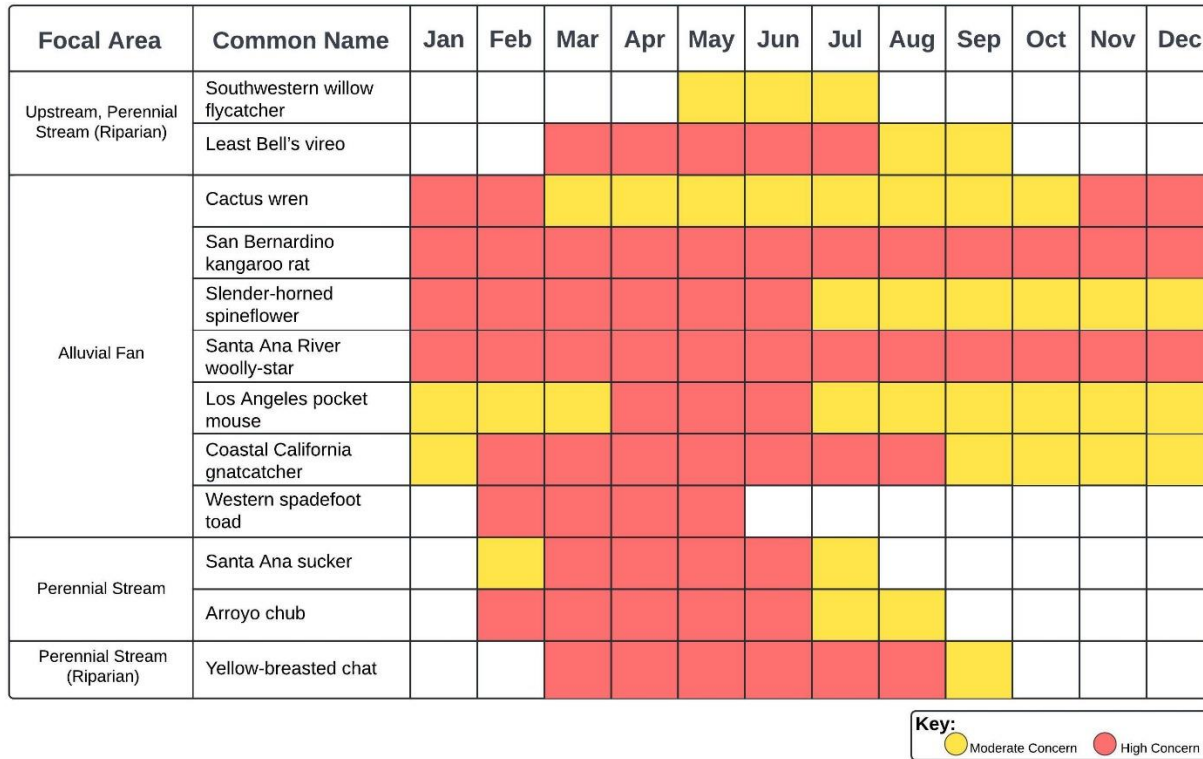 Focal Area Common Name Jan Feb Mar Apr May Jun Jul Aug Sep Oct Nov Dec
Upstream, Perennial
Stream (Riparian)
Southwestern willow
flycatcher
Least Bell's vireo
Alluvial Fan
Cactus wren
San Bernardino
kangaroo rat
Slender-horned
spineflower
Santa Ana River
woolly-star
Los Angeles pocket
mouse
Coastal California
gnatcatcher
Western spadefoot
toad
Perennial Stream
Santa Ana sucker
Arroyo chub
Perennial Stream
(Riparian)
Yellow-breasted chat
Key:
Moderate Concern High Concern